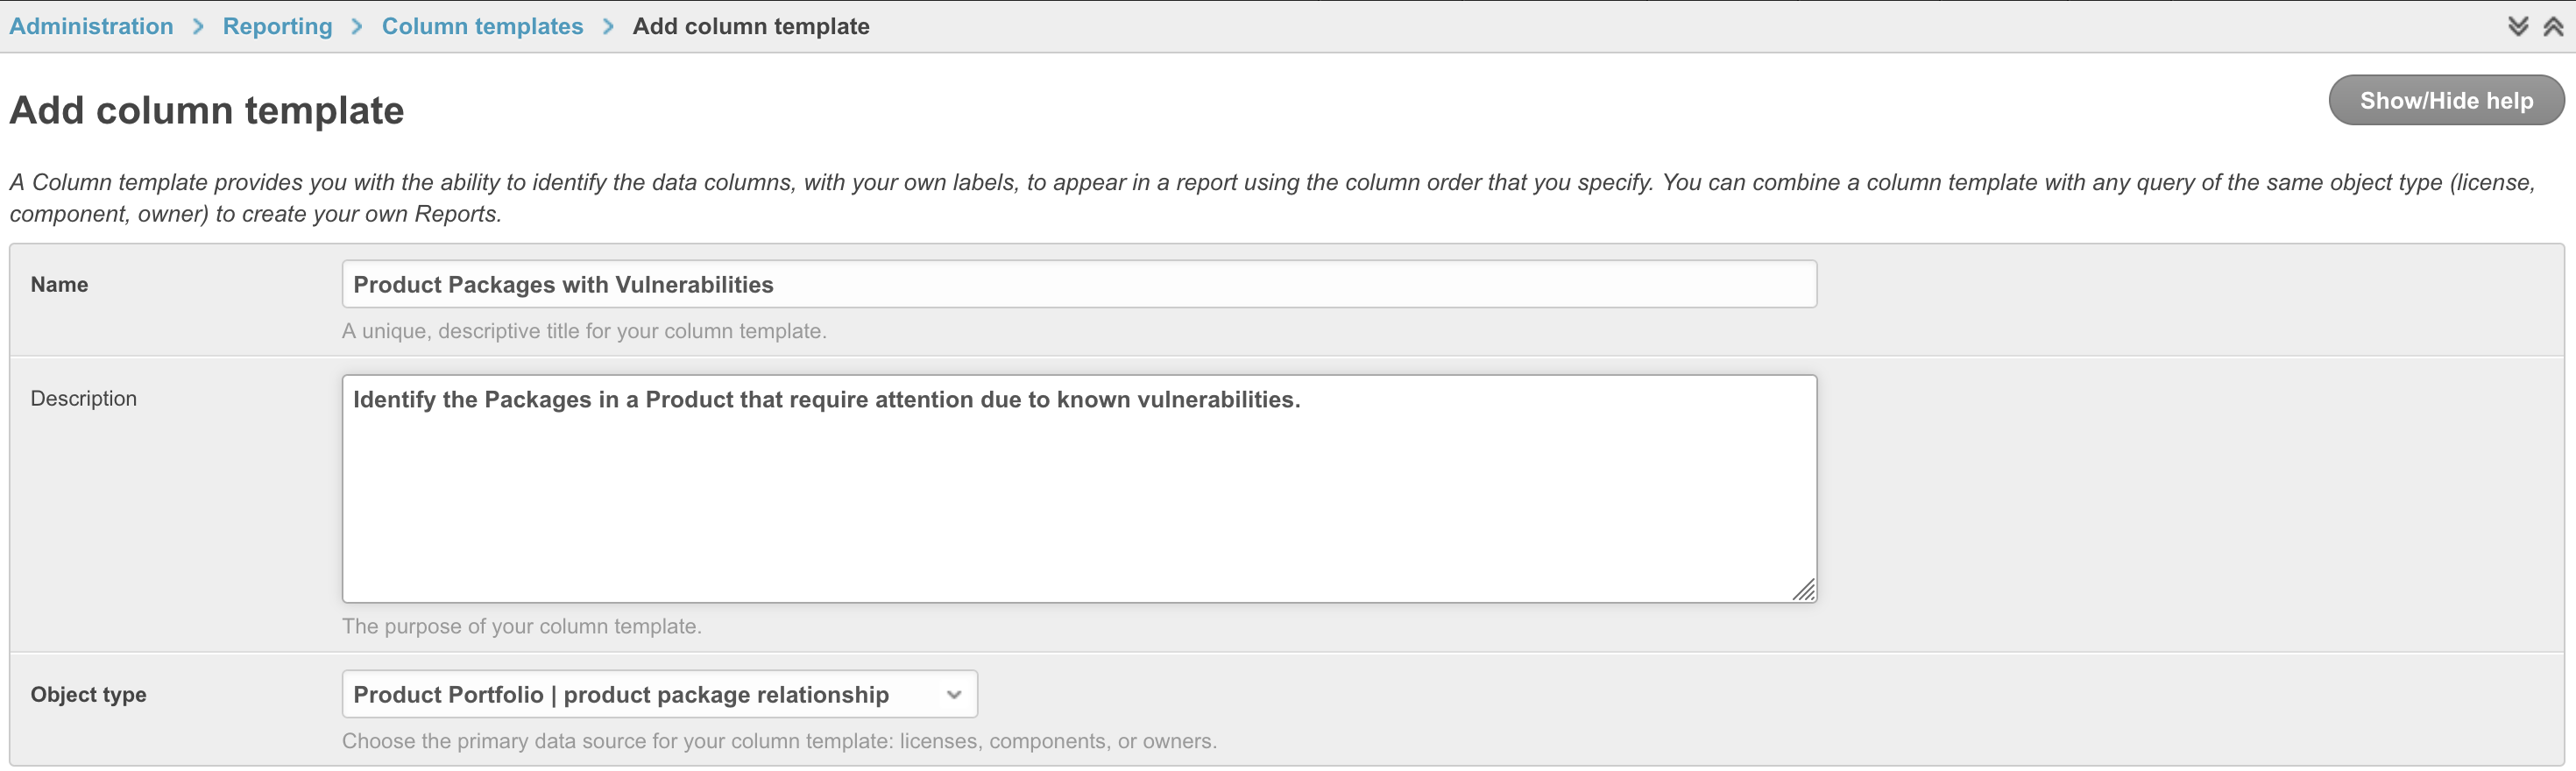 Administration > Reporting > Column templates > Add column template
Add column template
Show/Hide help
A Column template provides you with the ability to identify the data columns, with your own labels, to appear in a report using the column order that you specify. You can combine a column template with any query of the same object type (license,
component, owner) to create your own Reports.
Name
Product Packages with Vulnerabilities
A unique, descriptive title for your column template.
Description
Identify the Packages in a Product that require attention due to known vulnerabilities.
The purpose of your column template.
Object type
Product Portfolio | product package relationship
Choose the primary data source for your column template: licenses, components, or owners.